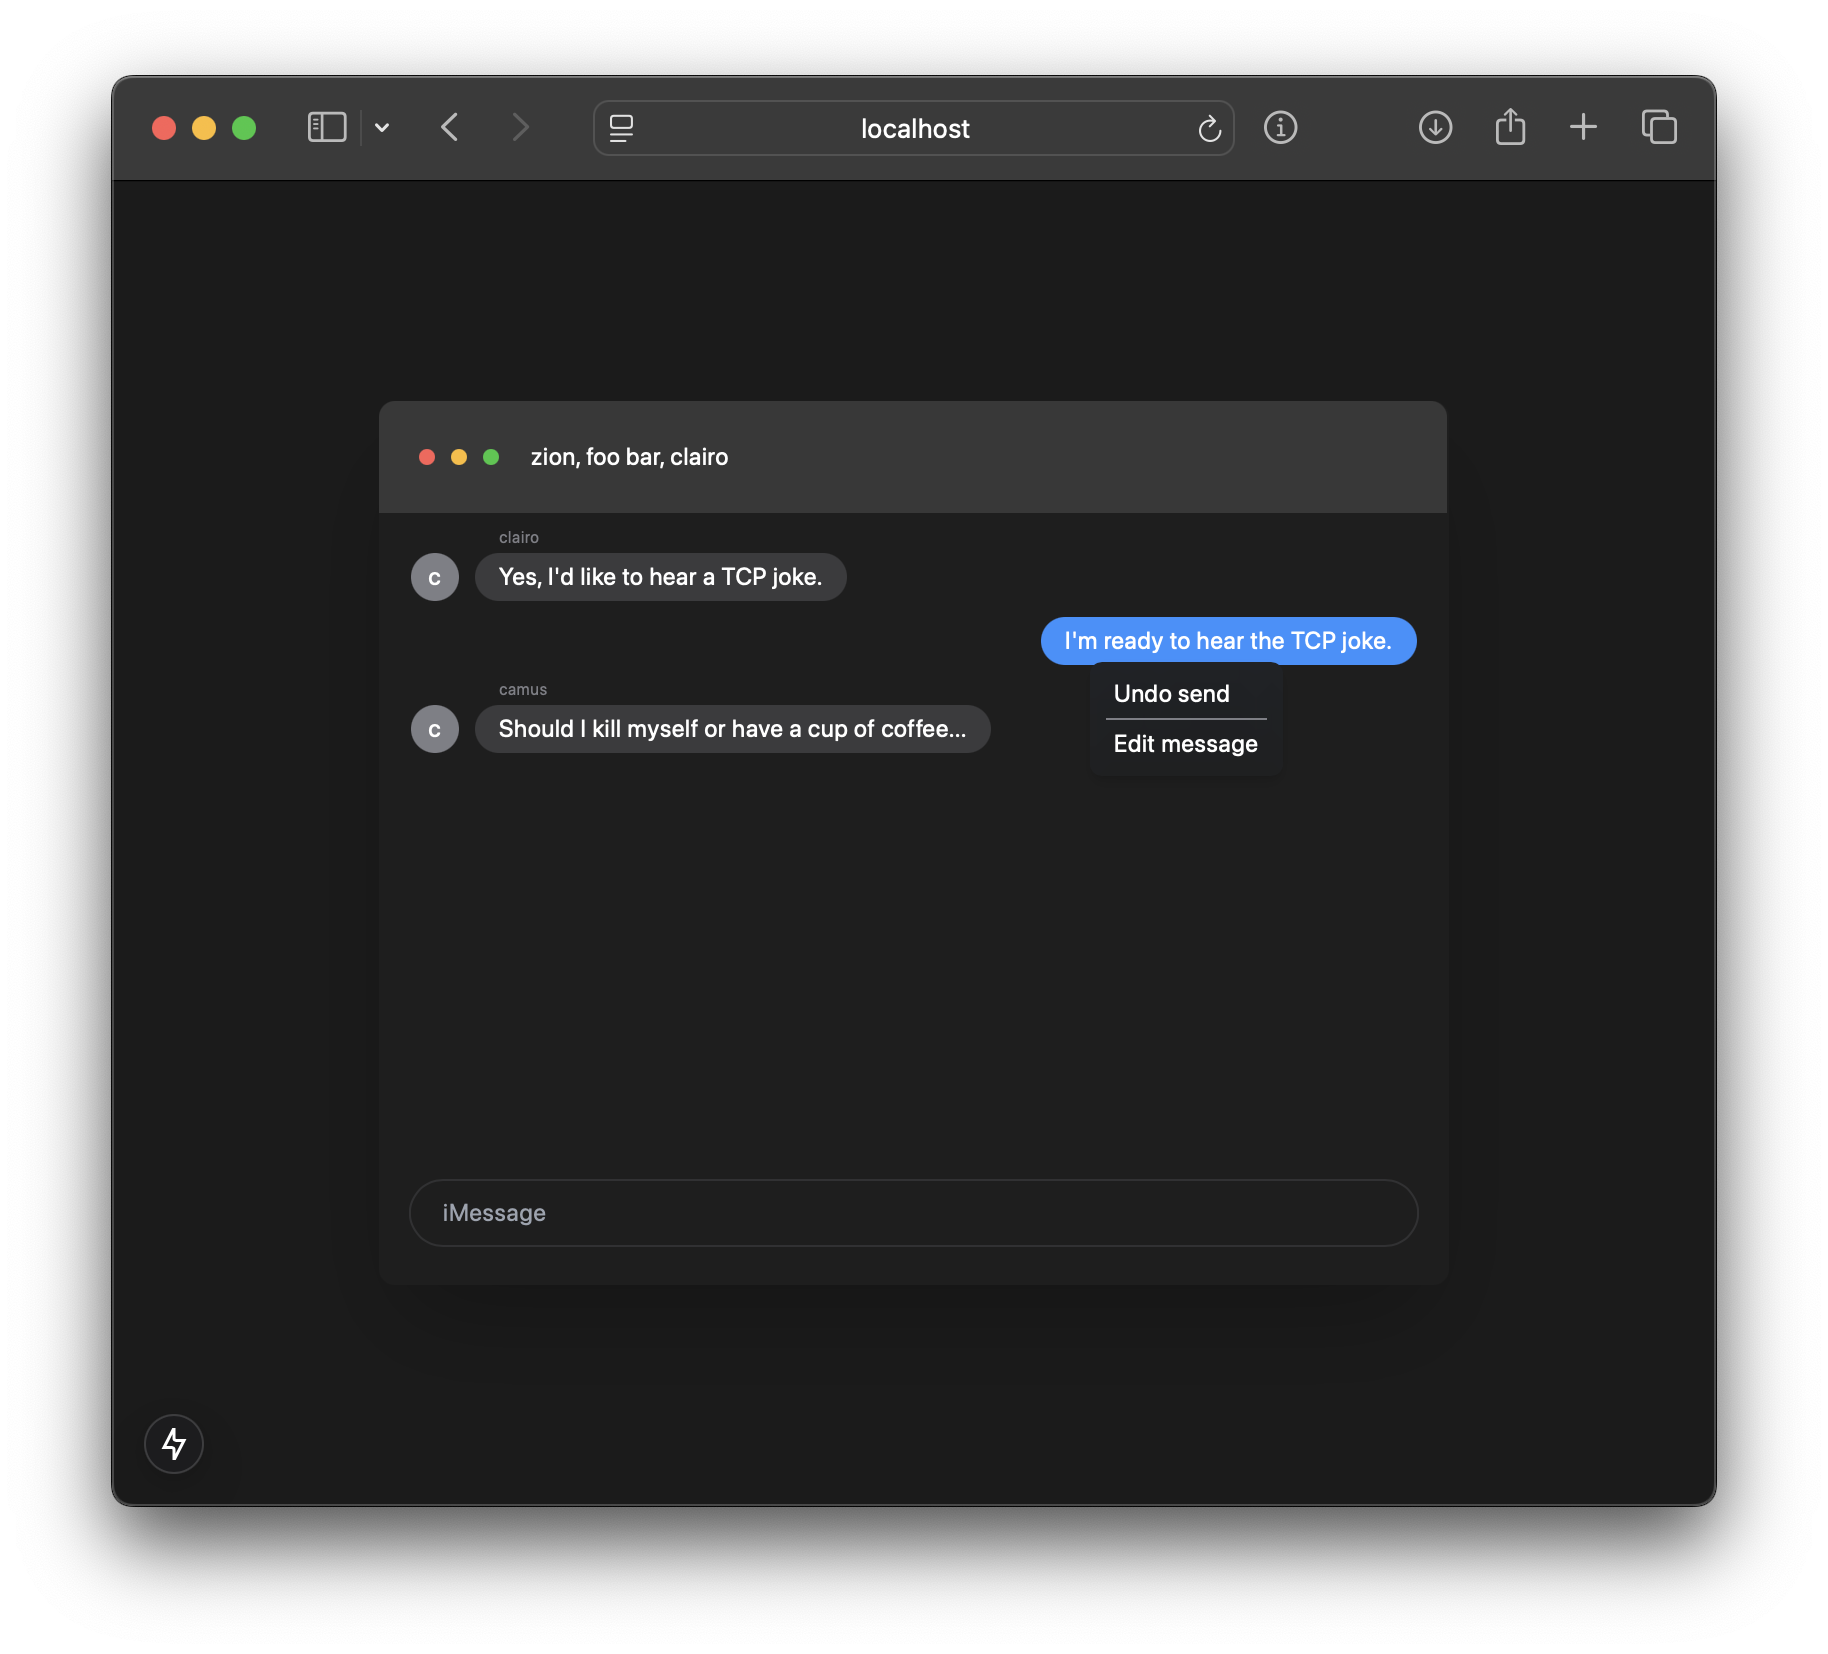 localhost
zion, foo bar, clairo
clairo
c
Yes, I'd like to hear a TCP joke.
I'm ready to hear the TCP joke.
Undo send
Edit message
camus
c
Should I kill myself or have a cup of coffee...
iMessage